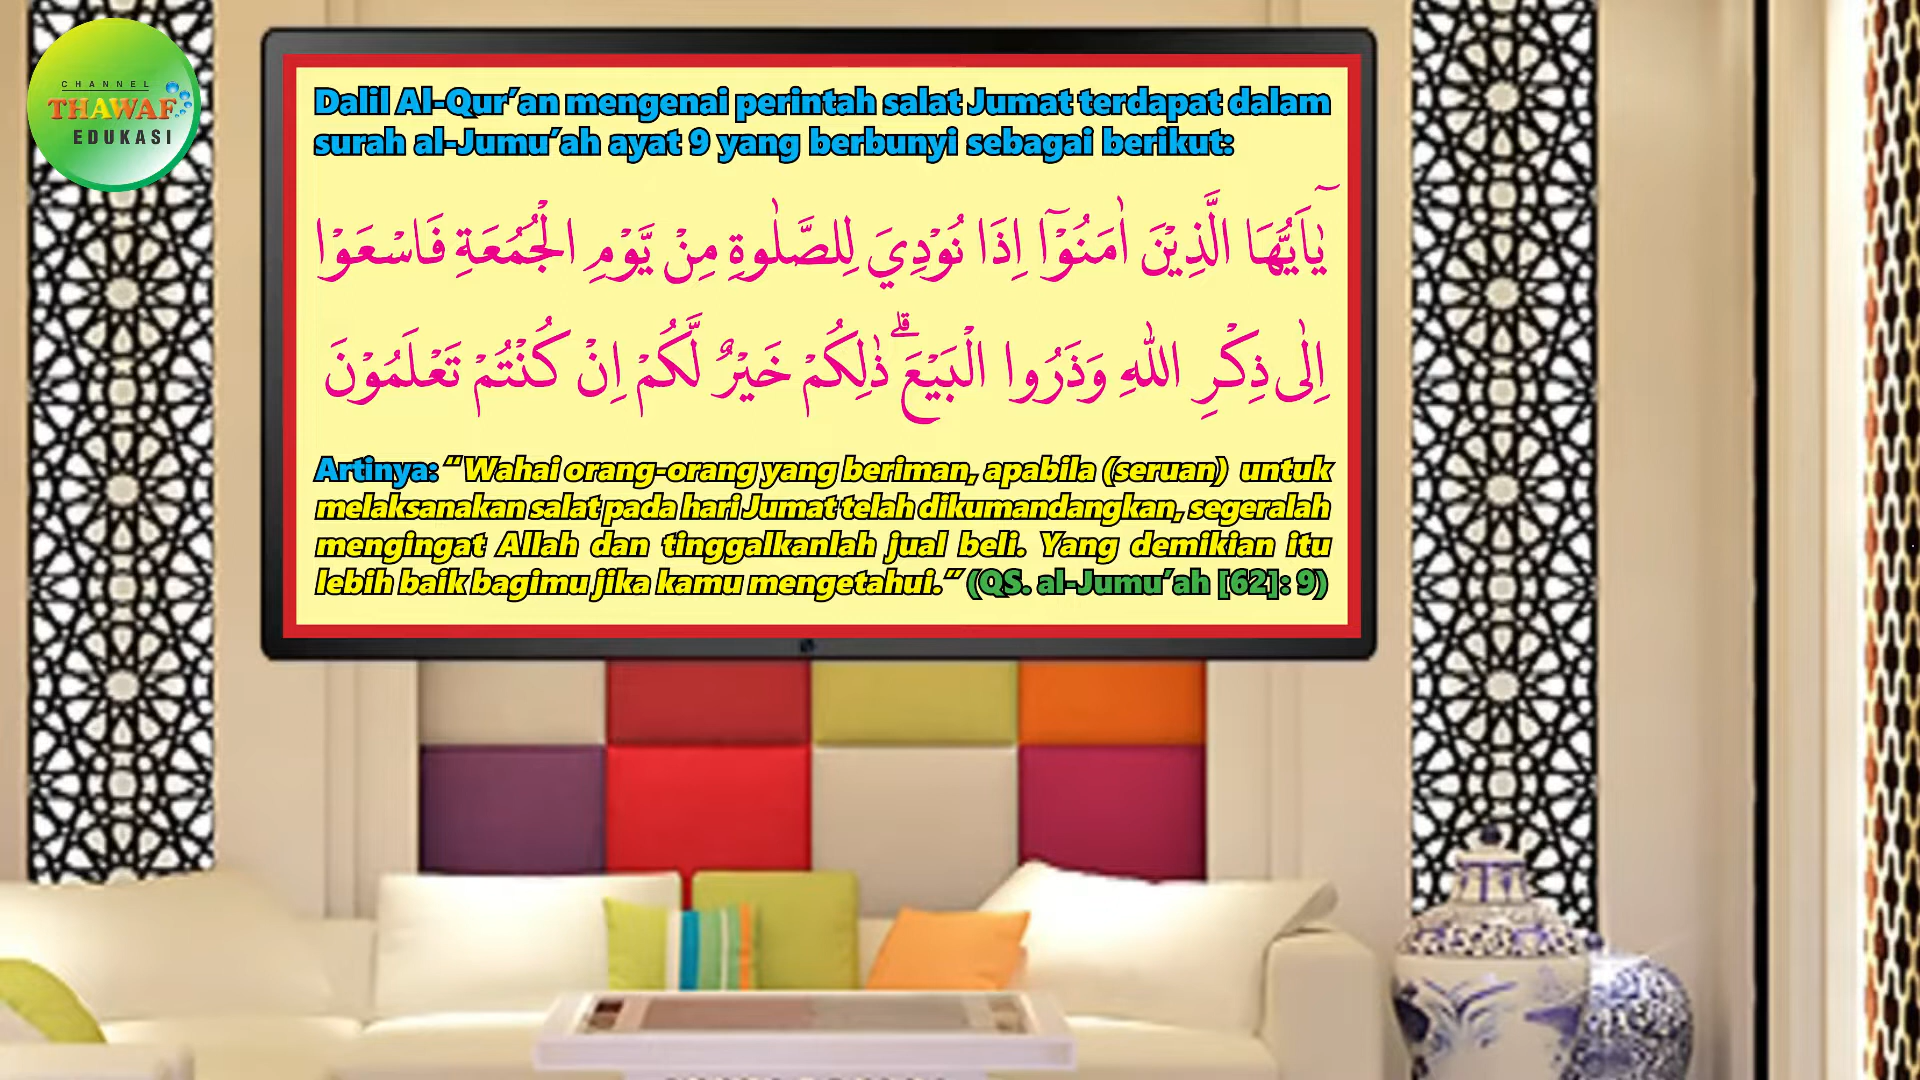 CHANNEL
THAWAF
EDUKASI
Dalil Al-Qur’an mengenai perintah salat Jumat terdapat dalam
surah al-Jumu’ah ayat 9 yang berbunyi sebagai berikut:
يٰٓاَيُّهَا الَّذِيْنَ اٰمَنُوْٓا اِذَا نُوْدِيَ لِلصَّلٰوةِ مِنْ يَّوْمِ الْجُمُعَةِ فَاسْعَوْا
اِلٰى ذِكْرِ اللّٰهِ وَذَرُوا الْبَيْعَۗ ذٰلِكُمْ خَيْرٌ لَّكُمْ اِنْ كُنْتُمْ تَعْلَمُوْنَ
Artinya: “Wahai orang-orang yang beriman, apabila (seruan) untuk
melaksanakan salat pada hari Jumat telah dikumandangkan, segeralah
mengingat Allah dan tinggalkanlah jual beli. Yang demikian itu
lebih baik bagimu jika kamu mengetahui.” (QS. al-Jumu’ah [62]: 9)